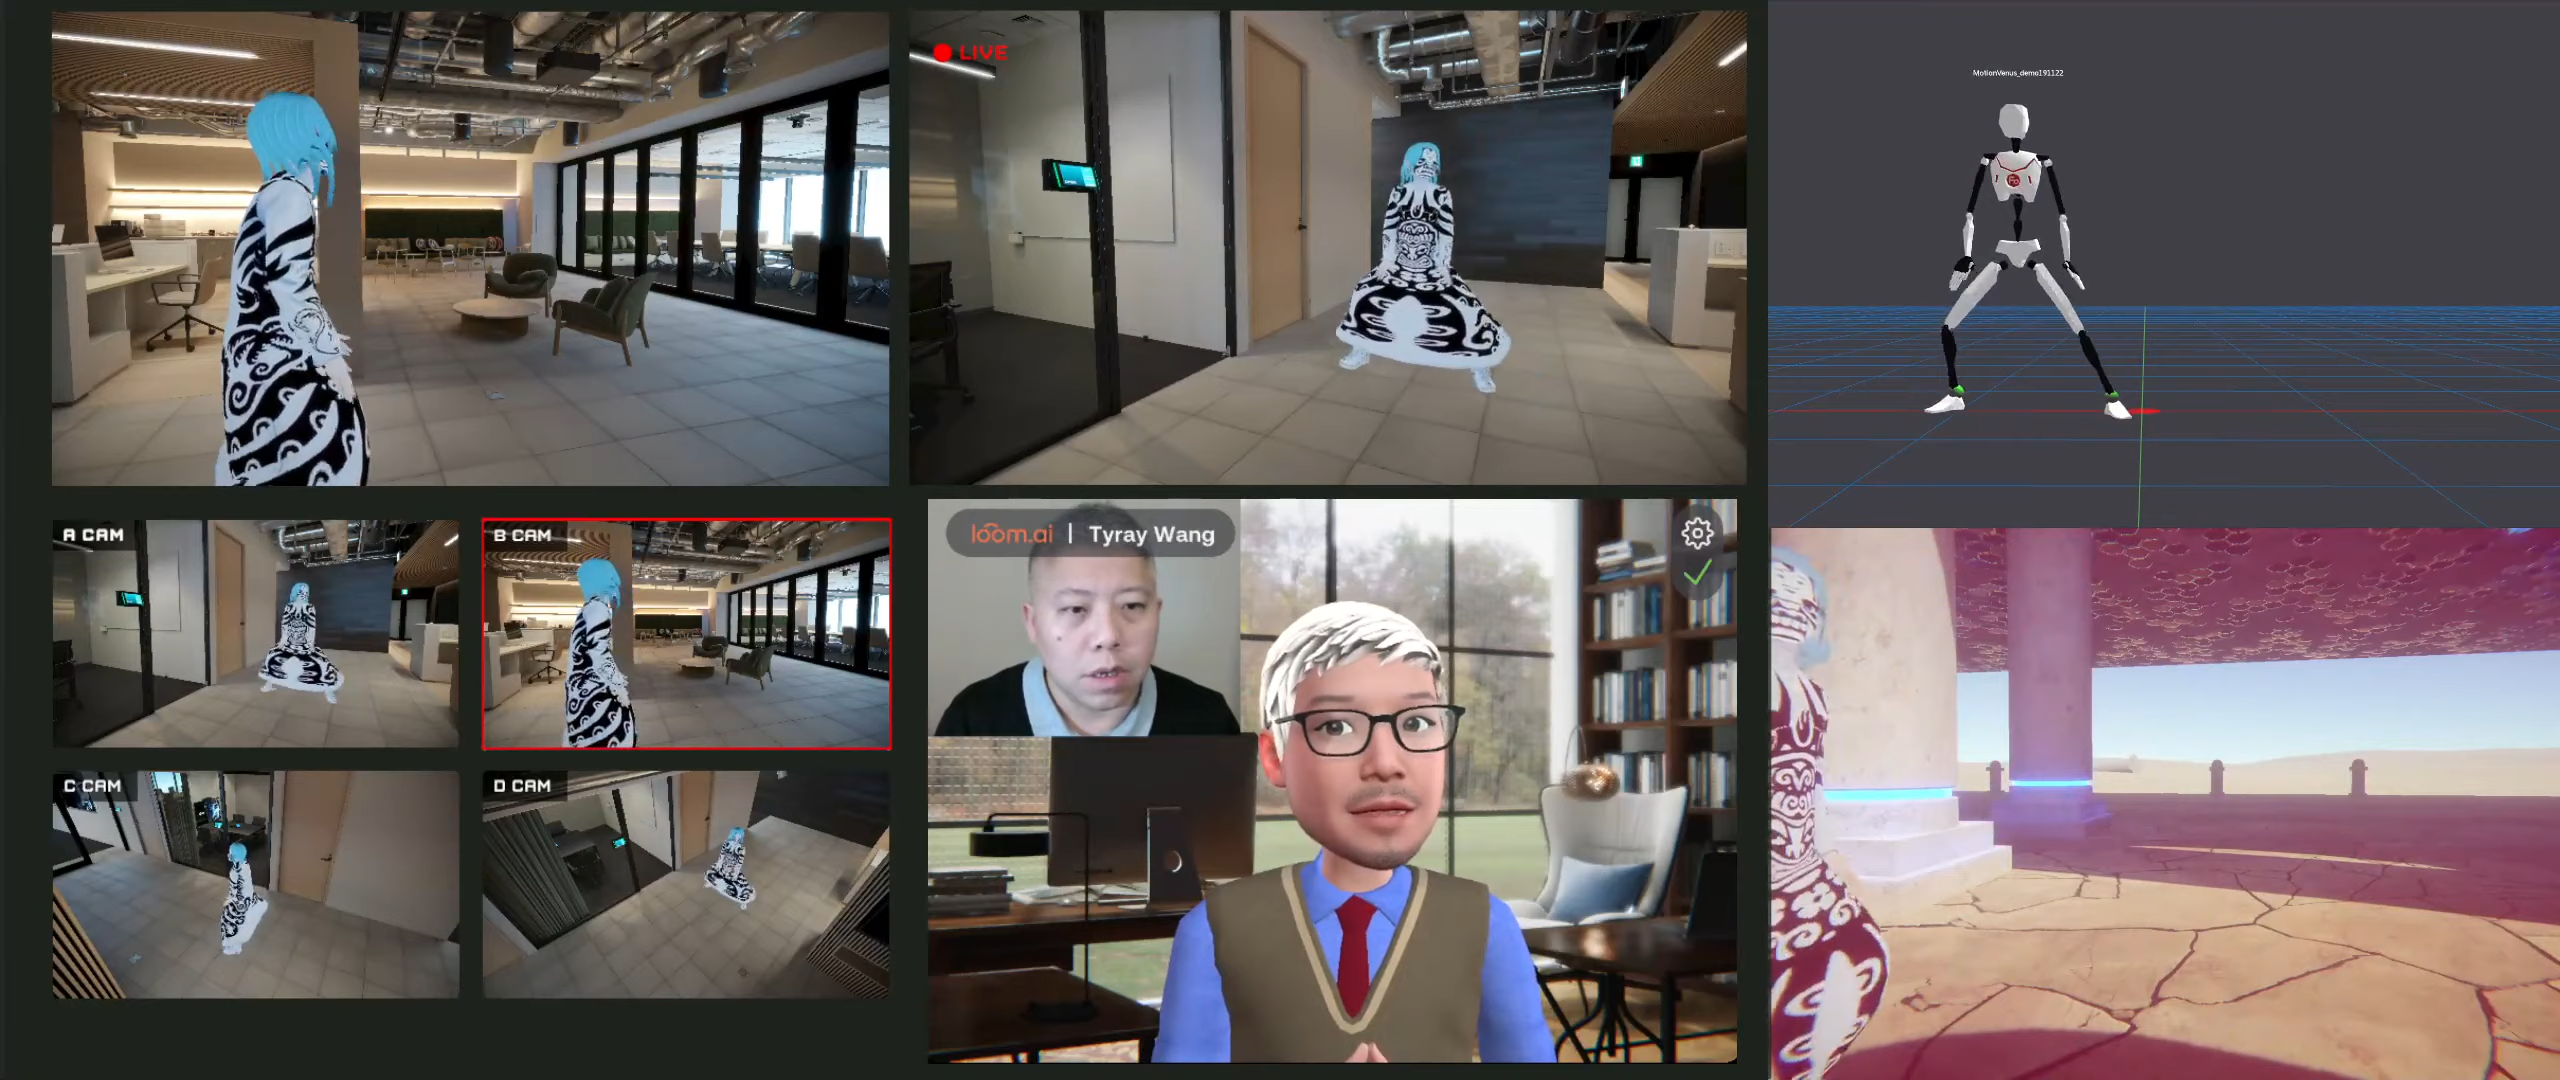 LIVE
MotionVenus_demo191122
A CAM
B CAM
loom.ai | Tyray Wang
C CAM
D CAM